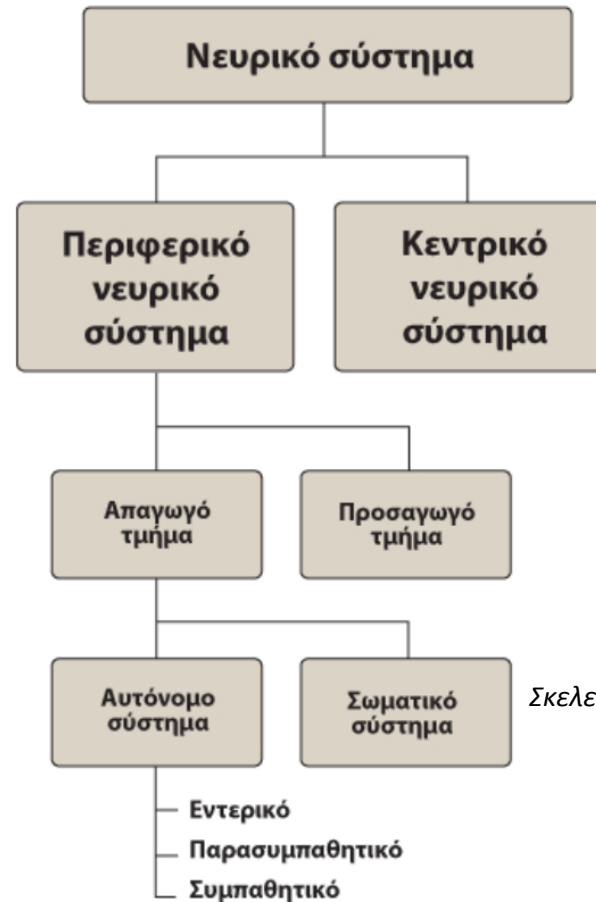 Νευρικό σύστημα
Περιφερικό
νευρικό
σύστημα
Κεντρικό
νευρικό
σύστημα
Απαγωγό
τμήμα
Προσαγωγό
τμήμα
Αυτόνομο
σύστημα
Σωματικό
σύστημα
Εντερικό
Παρασυμπαθητικό
Συμπαθητικό